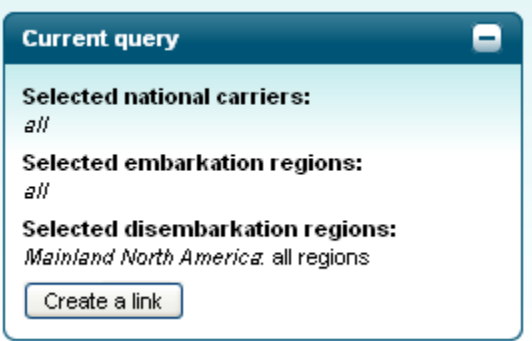 Current query
Selected national carriers:
all
Selected embarkation regions:
all
Selected disembarkation regions:
Mainland North America: all regions
Create a link